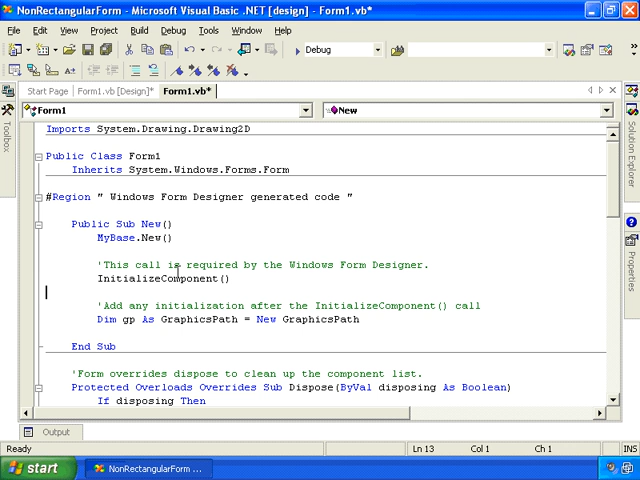 NonRectangularForm - Microsoft Visual Basic .NET [design] - Form1.vb*
File Edit View Project Build Debug Tools Window Help
Debug
Start Page Form1.vb [Design]* Form1.vb*
Form1 New
Toolbox
Solution Explorer
Properties
Imports System.Drawing.Drawing2D
Public Class Form1
Inherits System.Windows.Forms.Form
#Region " Windows Form Designer generated code "
Public Sub New()
MyBase.New()
'This call is required by the Windows Form Designer.
InitializeComponent()
'Add any initialization after the InitializeComponent() call
Dim gp As GraphicsPath = New GraphicsPath
End Sub
'Form overrides dispose to clean up the component list.
Protected Overloads Overrides Sub Dispose(ByVal disposing As Boolean)
If disposing Then
Output
Ready Ln 13 Col 1 Ch 1 INS
start NonRectangularForm ...